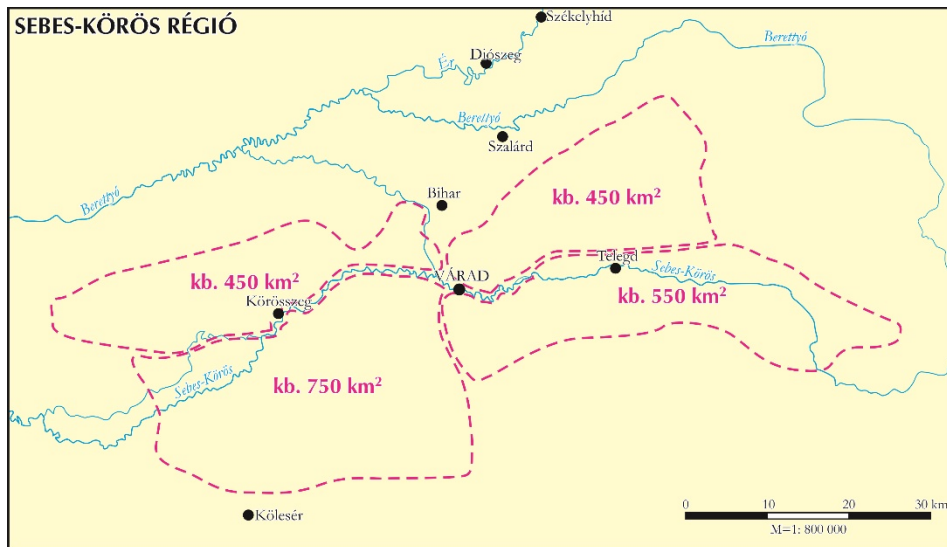 SEBES-KÖRÖS RÉGIÓ
Székelyhíd
Diószeg
Ér
Berettyó
Berettyó
Szalárd
Bihar
Berettyó
kb. 450 km²
Telegd
Sebes-Körös
VÁRAD
kb. 450 km²
kb. 550 km²
Körösszeg
Sebes-Körös
kb. 750 km²
Kölesér
0 10 20 30 km
M=1: 800 000